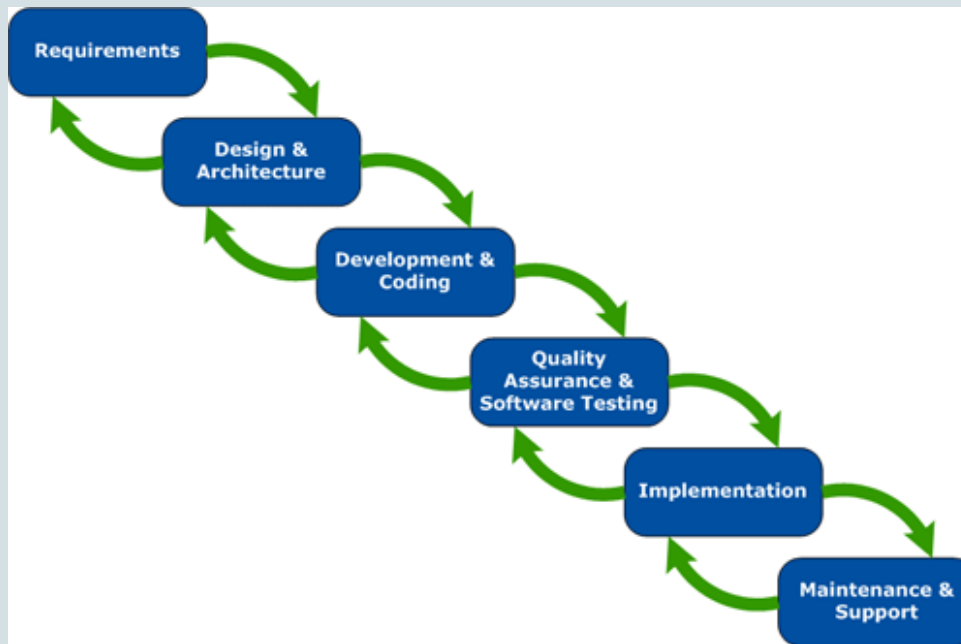 Requirements
Design &
Architecture
Development &
Coding
Quality
Assurance &
Software Testing
Implementation
Maintenance &
Support